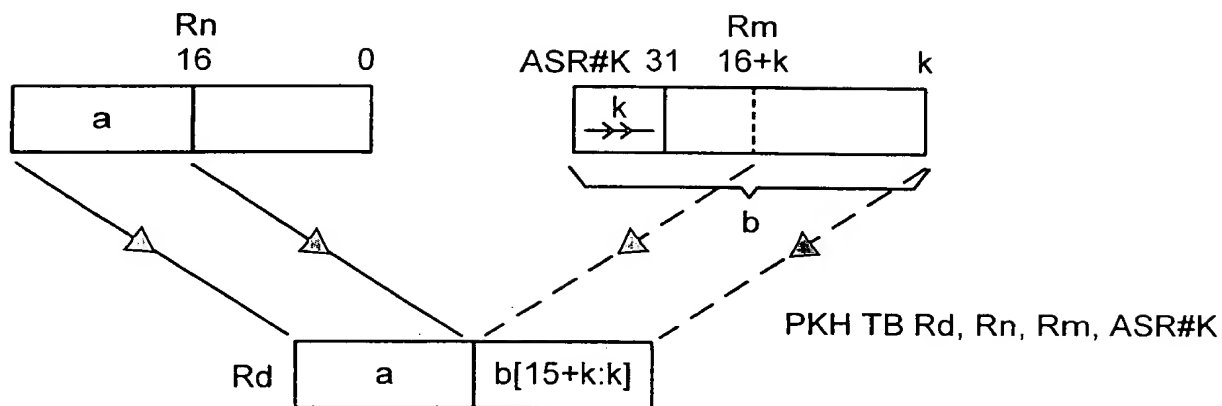 Rn
16 0
a
Rm
ASR#K 31 16+k k
k
b
PKH TB Rd, Rn, Rm, ASR#K
Rd a b[15+k:k]